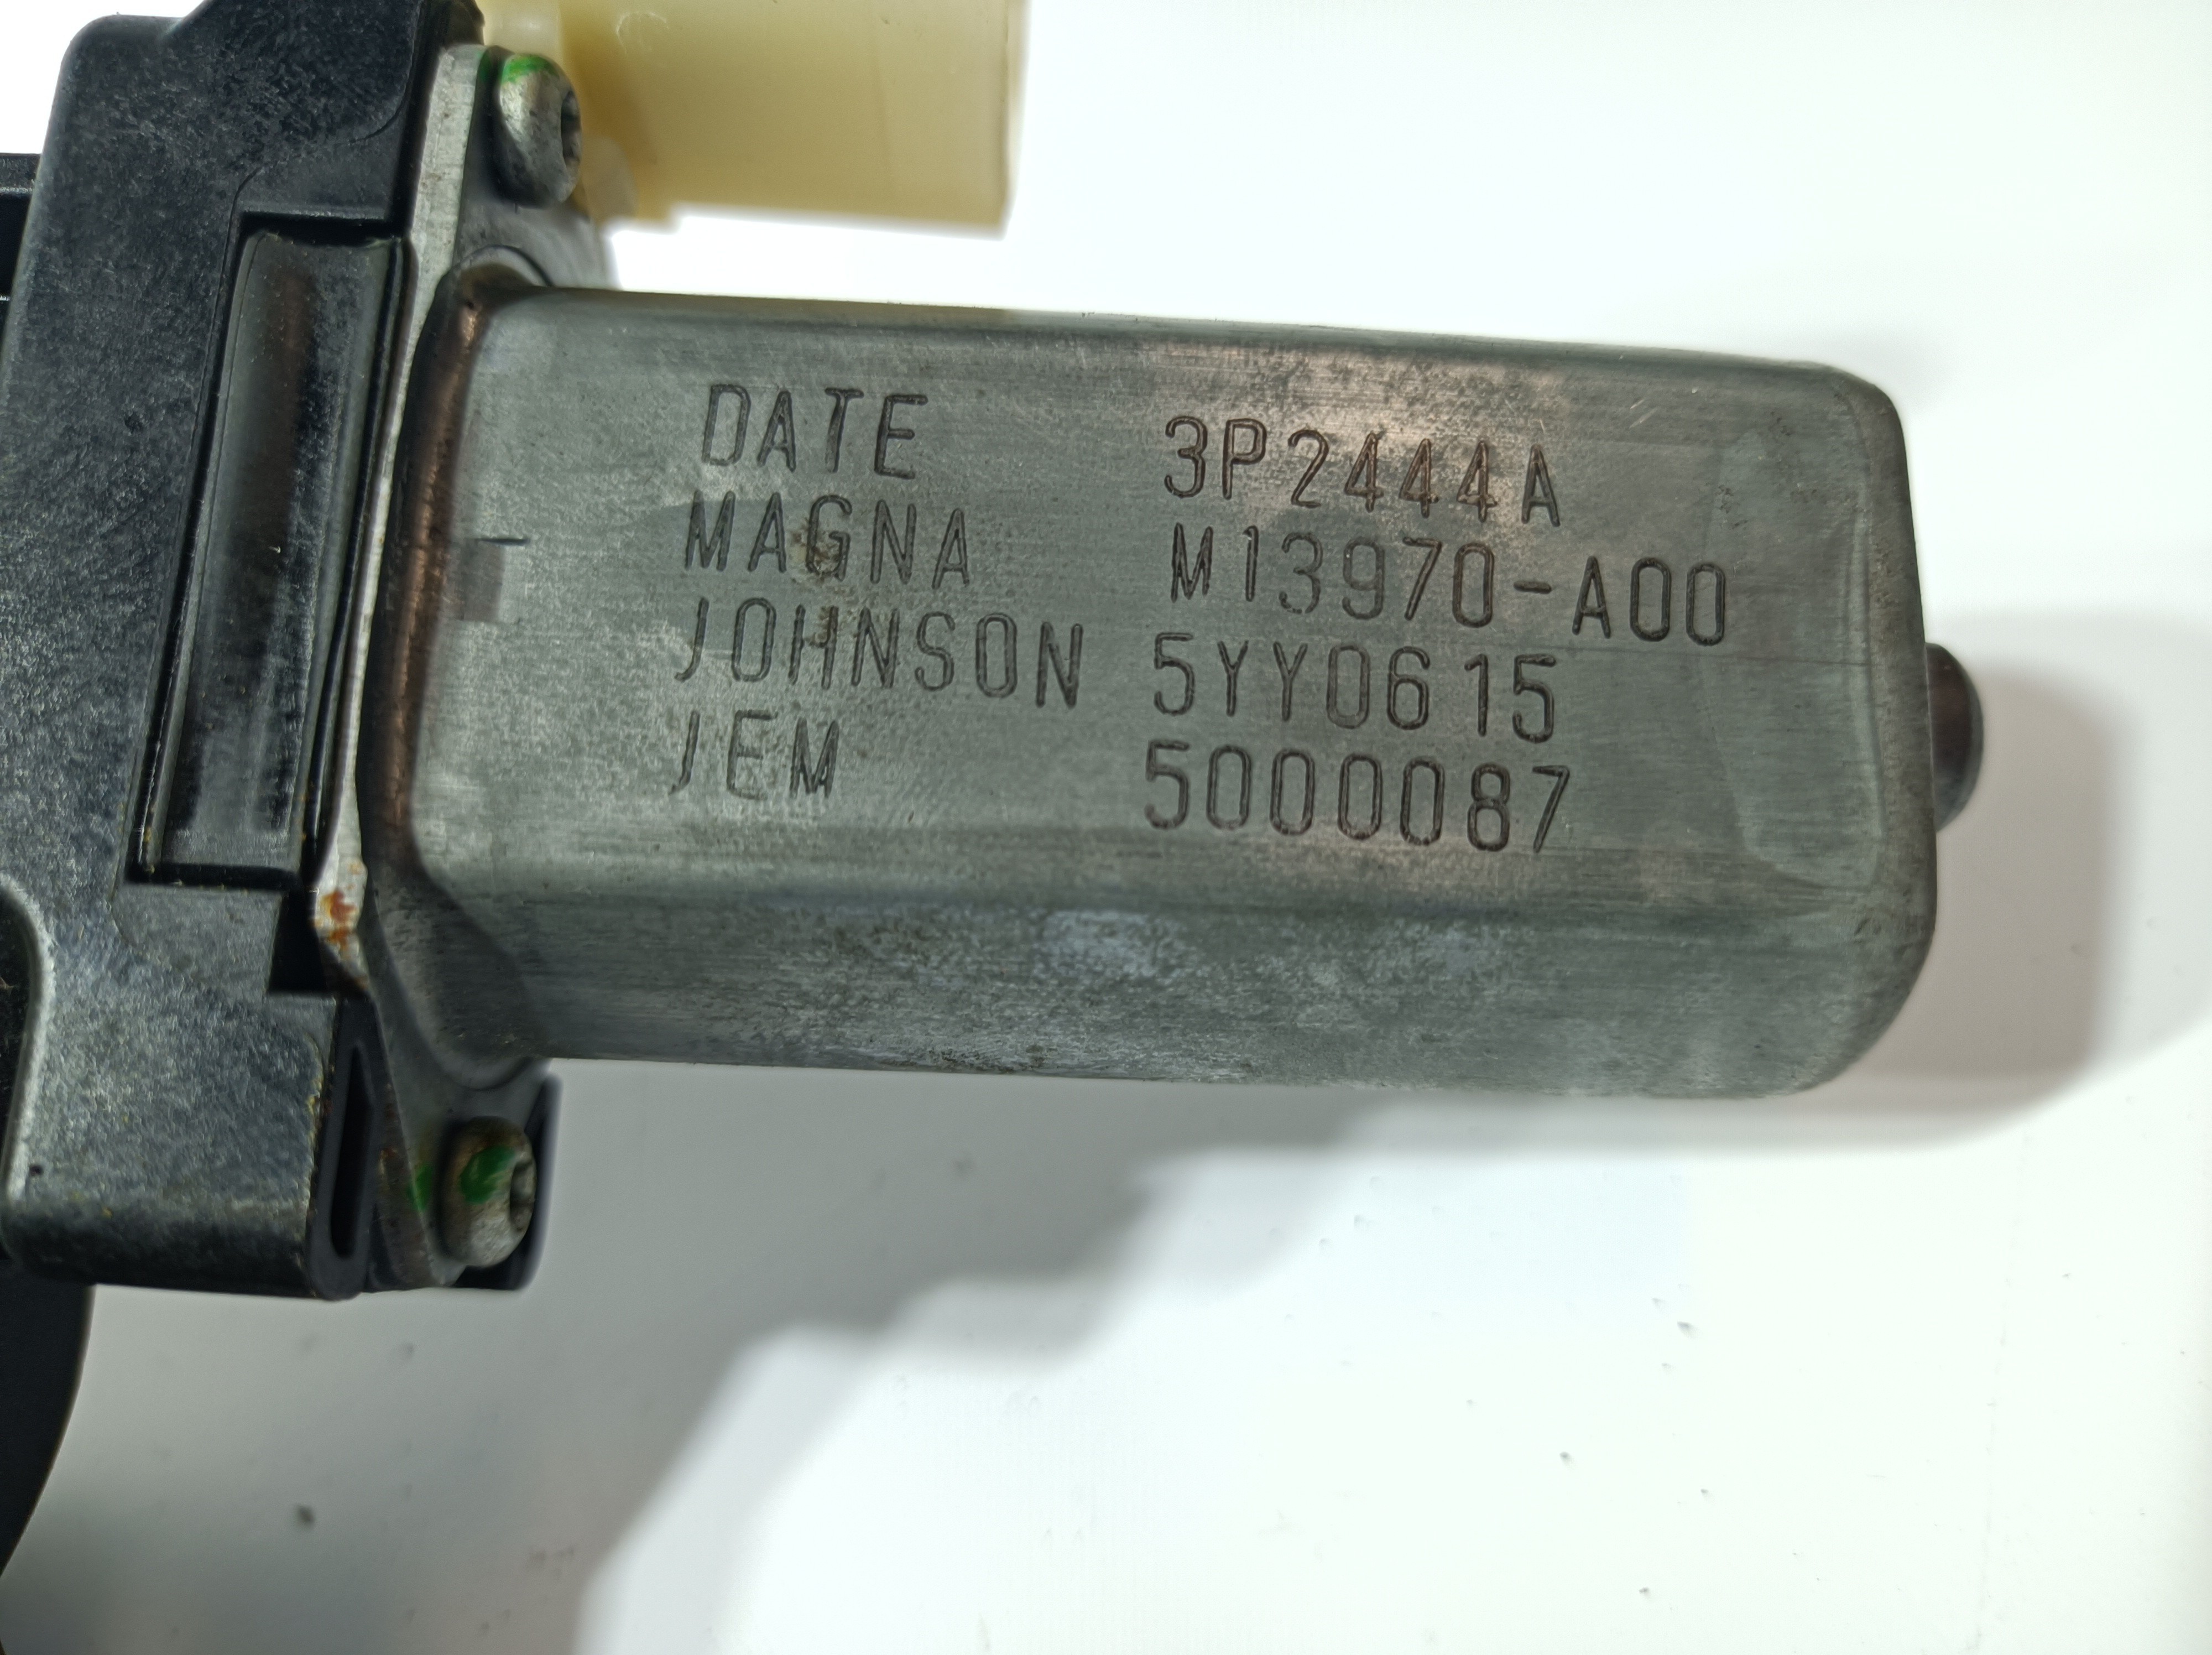 DATE 3P2444A
MAGNA M13970-A00
JOHNSON 5YY0615
JEM 5000087